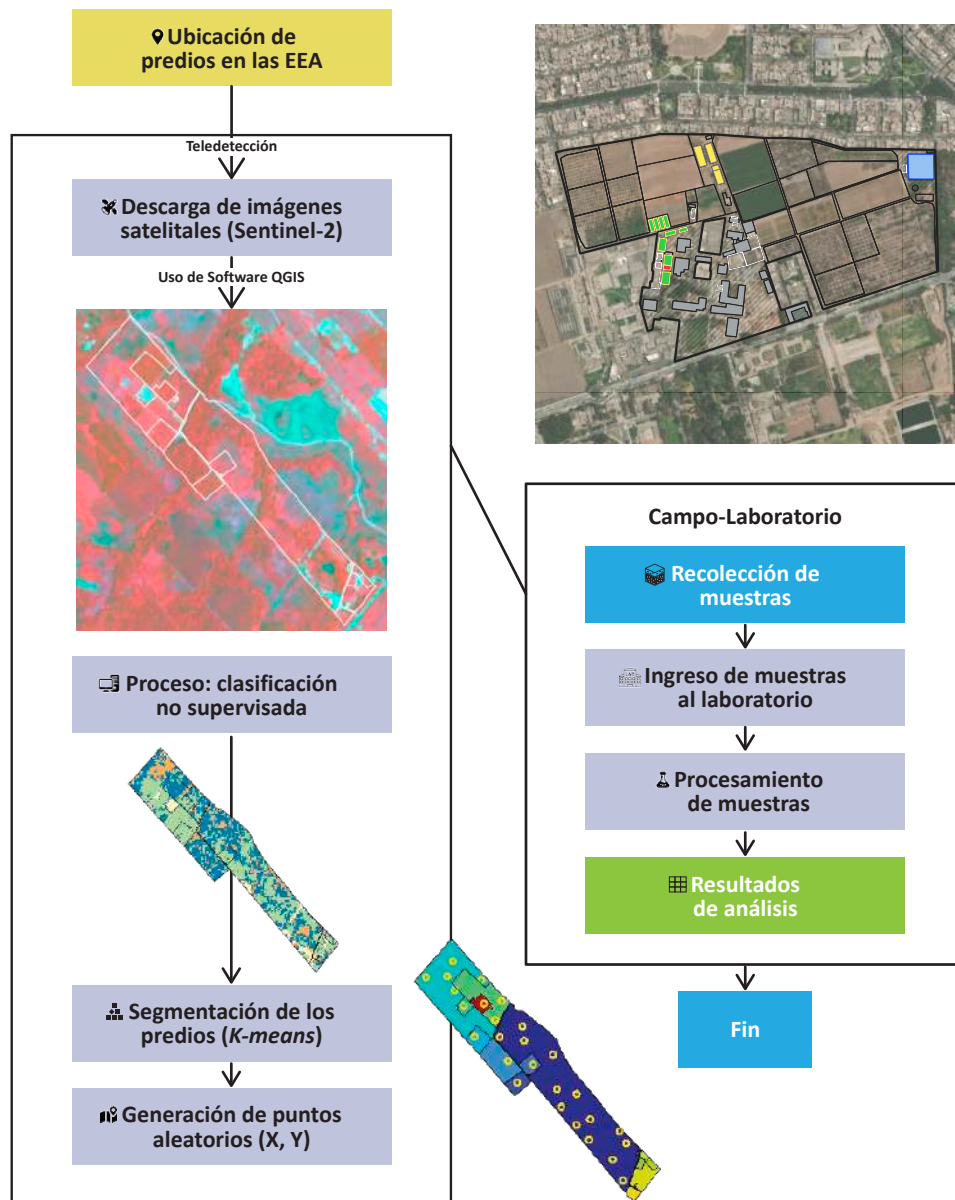 Ubicación de
predios en las EEA
Teledetección
Descarga de imágenes
satelitales (Sentinel-2)
Uso de Software QGIS
Proceso: clasificación
no supervisada
Segmentación de los
predios (K-means)
Generación de puntos
aleatorios (X, Y)
Campo-Laboratorio
Recolección de
muestras
Ingreso de muestras
al laboratorio
Procesamiento
de muestras
Resultados
de análisis
Fin